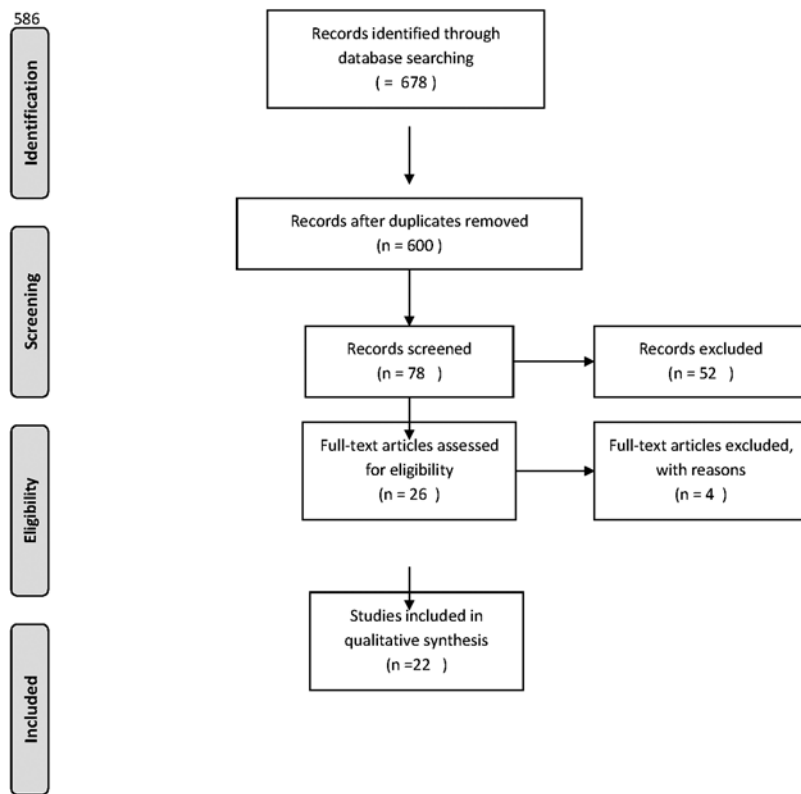 586
Identification
Records identified through
database searching
( = 678 )
Records after duplicates removed
(n = 600 )
Screening
Records screened
(n = 78 )
Records excluded
(n = 52 )
Eligibility
Full-text articles assessed
for eligibility
(n = 26 )
Full-text articles excluded,
with reasons
(n = 4 )
Included
Studies included in
qualitative synthesis
(n =22 )